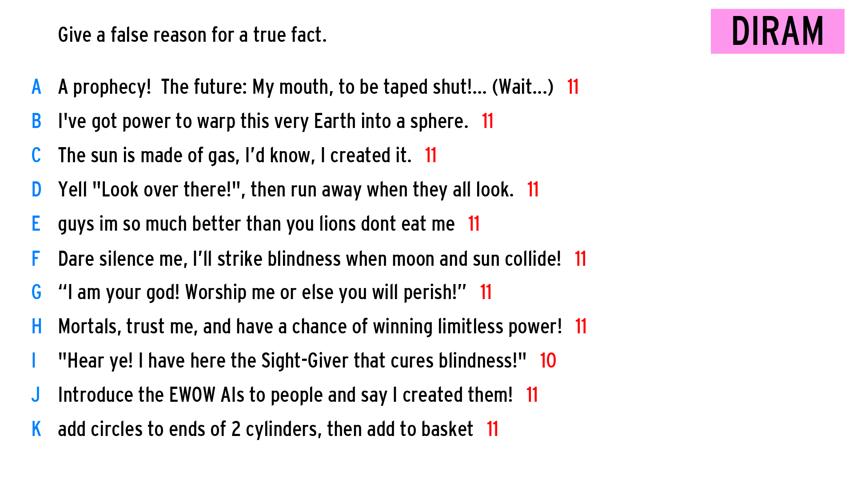 Give a false reason for a true fact.
DIRAM
A A prophecy! The future: My mouth, to be taped shut!... (Wait...) 11
B I've got power to warp this very Earth into a sphere. 11
C The sun is made of gas, I’d know, I created it. 11
D Yell "Look over there!", then run away when they all look. 11
E guys im so much better than you lions dont eat me 11
F Dare silence me, I’ll strike blindness when moon and sun collide! 11
G “I am your god! Worship me or else you will perish!” 11
H Mortals, trust me, and have a chance of winning limitless power! 11
I "Hear ye! I have here the Sight-Giver that cures blindness!" 10
J Introduce the EWOW AIs to people and say I created them! 11
K add circles to ends of 2 cylinders, then add to basket 11